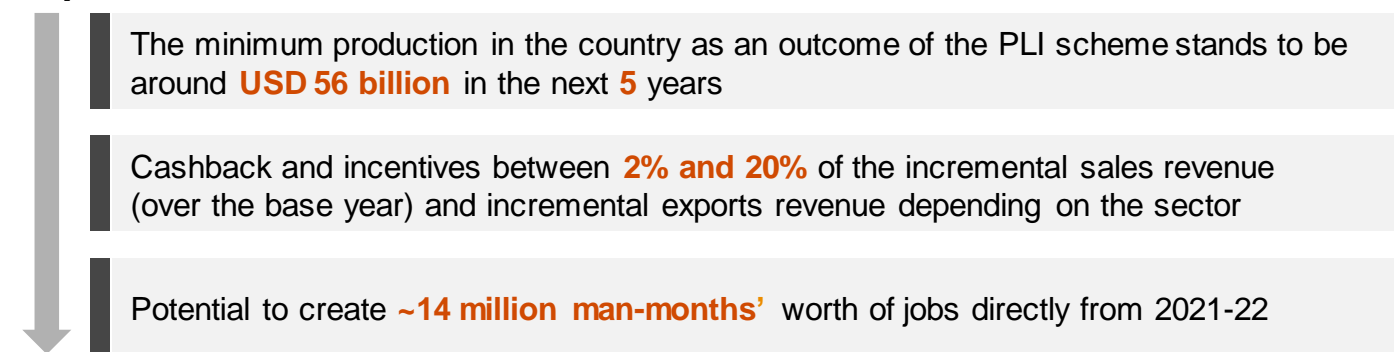 The minimum production in the country as an outcome of the PLI scheme stands to be
around USD 56 billion in the next 5 years
Cashback and incentives between 2% and 20% of the incremental sales revenue
(over the base year) and incremental exports revenue depending on the sector
Potential to create ~14 million man-months’ worth of jobs directly from 2021-22